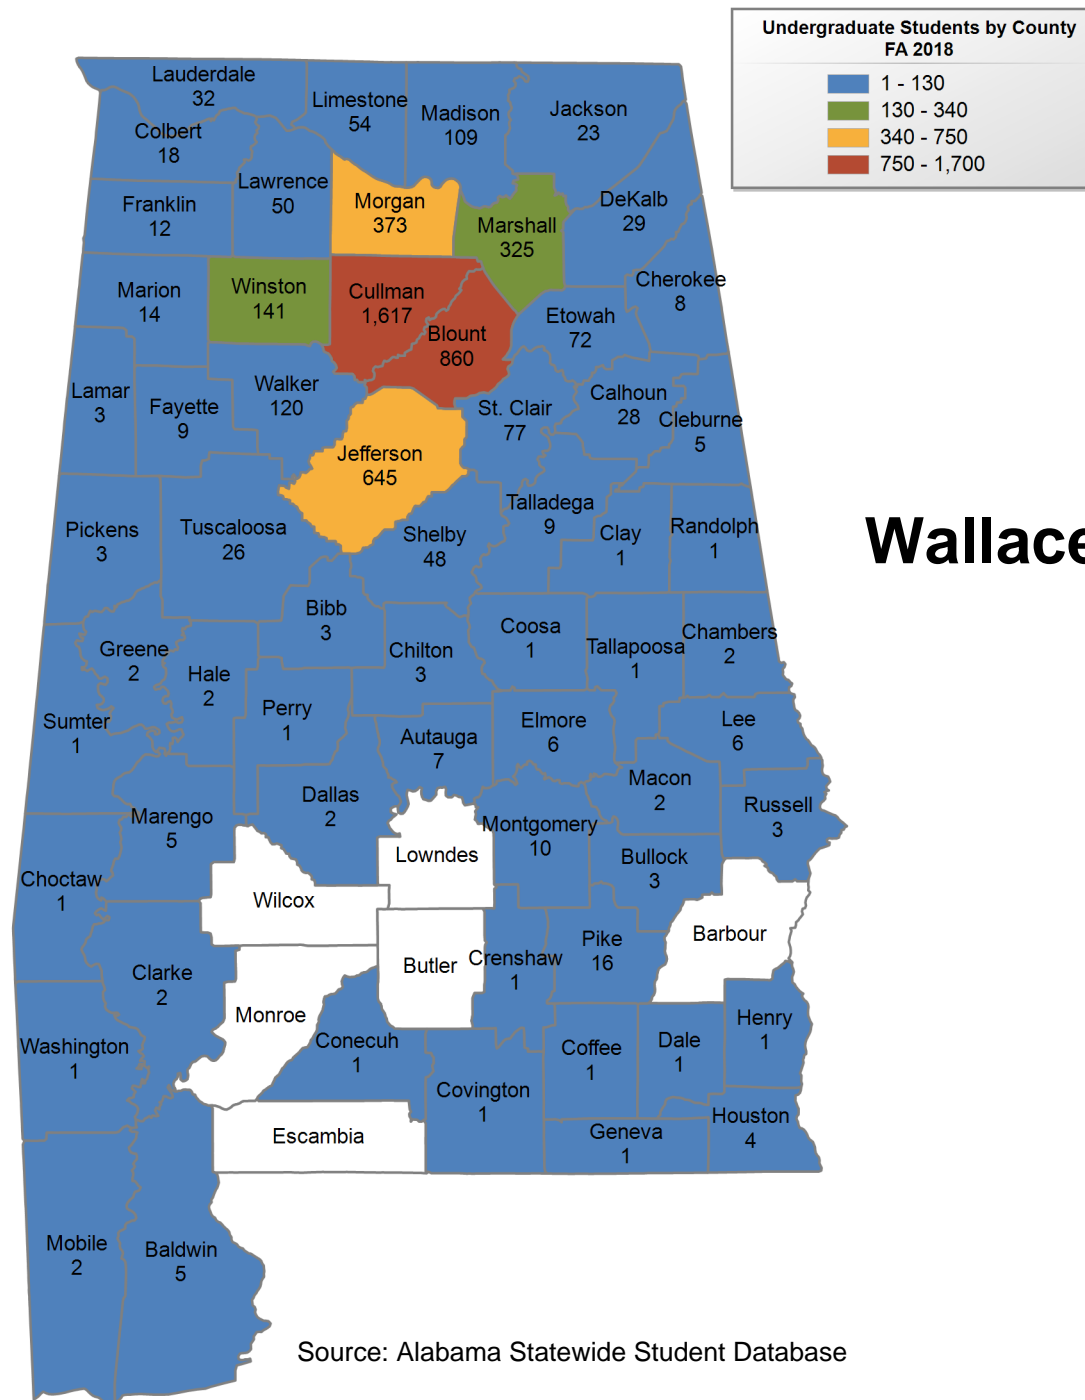 Undergraduate Students by County
FA 2018
1 - 130
130 - 340
340 - 750
750 - 1,700
Lauderdale
32
Limestone
54
Madison
109
Jackson
23
Colbert
18
Lawrence
50
Morgan
373
Marshall
325
DeKalb
29
Franklin
12
Marion
14
Winston
141
Cullman
1,617
Blount
860
Etowah
72
Cherokee
8
Lamar
3
Fayette
9
Walker
120
St. Clair
77
Calhoun
28
Cleburne
5
Jefferson
645
Pickens
3
Tuscaloosa
26
Shelby
48
Talladega
9
Clay
1
Randolph
1
Wallace
Bibb
3
Greene
2
Hale
2
Chilton
3
Coosa
1
Tallapoosa
1
Chambers
2
Sumter
1
Perry
1
Autauga
7
Elmore
6
Lee
6
Marengo
5
Dallas
2
Lowndes
Montgomery
10
Macon
2
Russell
3
Bullock
3
Choctaw
1
Wilcox
Butler
Crenshaw
1
Pike
16
Barbour
Clarke
2
Monroe
Conecuh
1
Washington
1
Covington
1
Coffee
1
Dale
1
Henry
1
Escambia
Geneva
1
Houston
4
Mobile
2
Baldwin
5
Source: Alabama Statewide Student Database